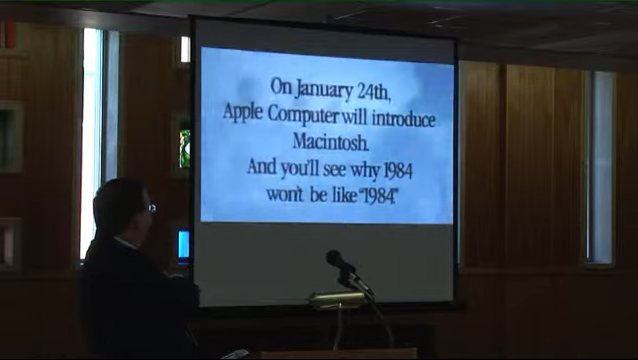 On January 24th,
Apple Computer will introduce
Macintosh.
And you'll see why 1984
won't be like "1984"